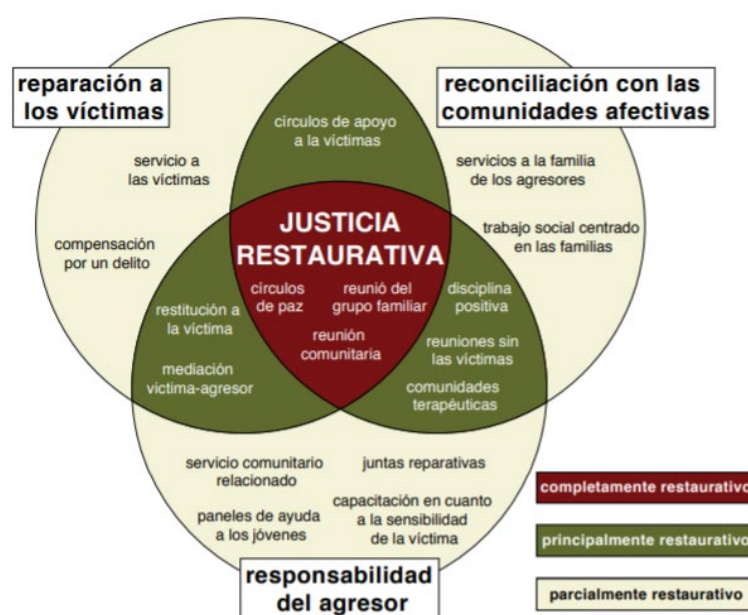 reparación a
los víctimas
reconciliación con las
comunidades afectivas
círculos de apoyo
a la víctimas
servicio a
las víctimas
servicios a la familia
de los agresores
compensación
por un delito
trabajo social centrado
en las familias
JUSTICIA
RESTAURATIVA
círculos
de paz
reunió del
grupo familiar
reunión
comunitaria
restitución a
la víctima
mediación
victima-agresor
disciplina
positiva
reuniones sin
las víctimas
comunidades
terapéuticas
servicio comunitario
relacionado
juntas reparativas
paneles de ayuda
a los jóvenes
capacitación en cuanto
a la sensibilidad
de la víctima
responsabilidad
del agresor
completamente restaurativo
principalmente restaurativo
parcialmente restaurativo